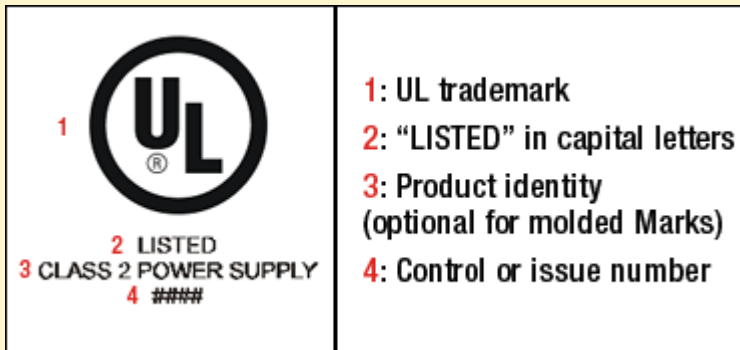 1
UL
®
2 LISTED
3 CLASS 2 POWER SUPPLY
4 ####
1: UL trademark
2: “LISTED” in capital letters
3: Product identity
(optional for molded Marks)
4: Control or issue number